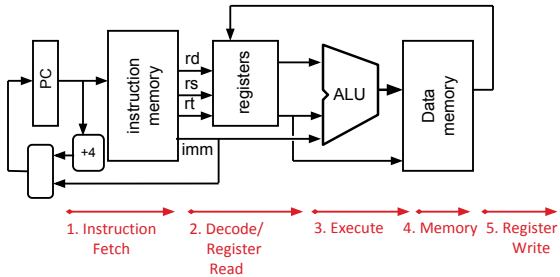 PC
instruction
memory
rd
rs
rt
imm
registers
ALU
Data
memory
+4
1. Instruction
Fetch
2. Decode/
Register
Read
3. Execute
4. Memory
5. Register
Write